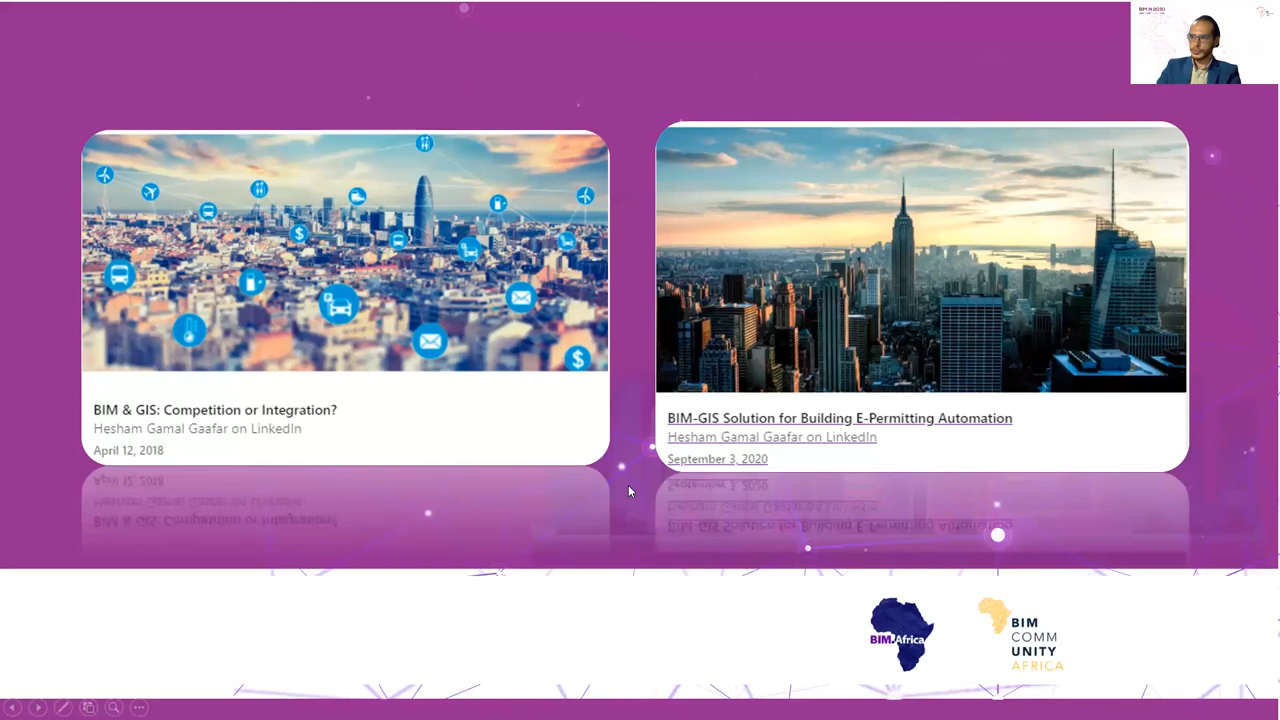 BIM & GIS: Competition or Integration?
Hesham Gamal Gaafar on LinkedIn
April 12, 2018
BIM-GIS Solution for Building E-Permitting Automation
Hesham Gamal Gaafar on LinkedIn
September 3, 2020
BIM.Africa
BIM
COMM
UNITY
AFRICA